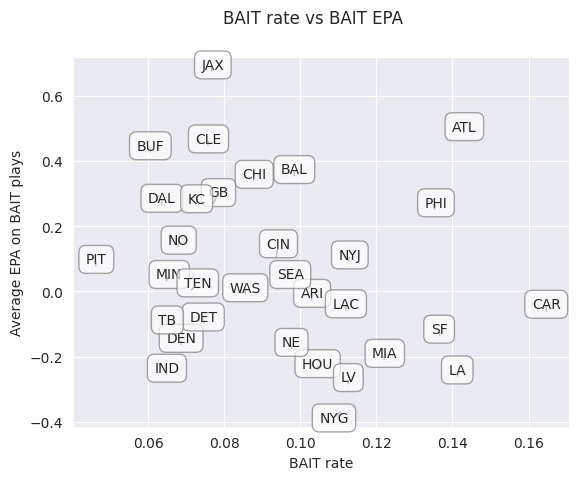 BAIT rate vs BAIT EPA
JAX
0.6
ATL
CLE
BUF
0.4
BAL
CHI
GB
DAL
KC
PHI
0.2
NO
CIN
NYJ
PIT
MIN
SEA
TEN
WAS
ARI
0.0
LAC
CAR
DET
TB
SF
DEN
NE
MIA
−0.2
HOU
IND
LA
LV
NYG
−0.4
0.06 0.08 0.10 0.12 0.14 0.16
BAIT rate
Average EPA on BAIT plays